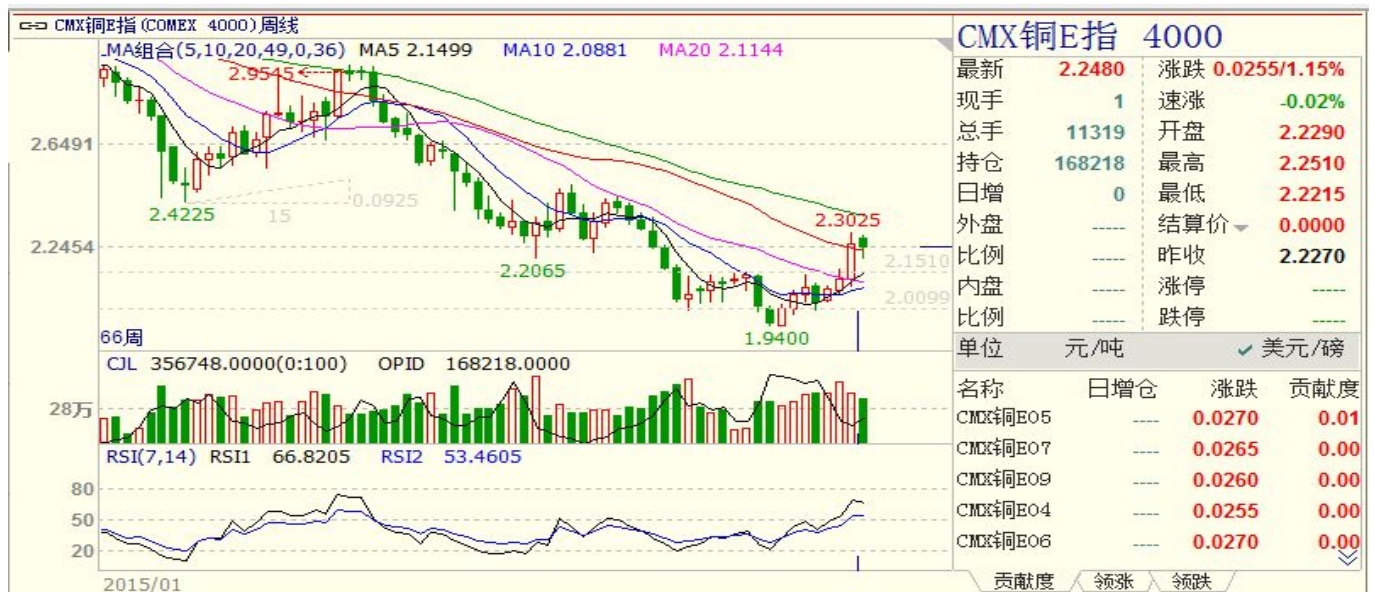 CMX铜E指(COMEX 4000)周线
MA组合(5,10,20,49,0,36) MA5 2.1499 MA10 2.0881 MA20 2.1144
2.9545
2.6491
2.4225
15
0.0925
2.3025
2.2454
2.2065
2.1510
2.0099
1.9400
66周
CJL 356748.0000(0:100) OPID 168218.0000
28万
RSI(7,14) RSI1 66.8205 RSI2 53.4605
80
50
20
2015/01
CMX铜E指 4000
最新 2.2480 涨跌 0.0255/1.15%
现手 1 速涨 -0.02%
总手 11319 开盘 2.2290
持仓 168218 最高 2.2510
日增 0 最低 2.2215
外盘 ----- 结算价 0.0000
比例 ----- 昨收 2.2270
内盘 ----- 涨停 -----
比例 ----- 跌停 -----
单位 元/吨 ✓ 美元/磅
名称 日增仓 涨跌 贡献度
CMX铜E05 ---- 0.0270 0.01
CMX铜E07 ---- 0.0265 0.00
CMX铜E09 ---- 0.0260 0.00
CMX铜E04 ---- 0.0255 0.00
CMX铜E06 ---- 0.0270 0.00
贡献度 领涨 领跌